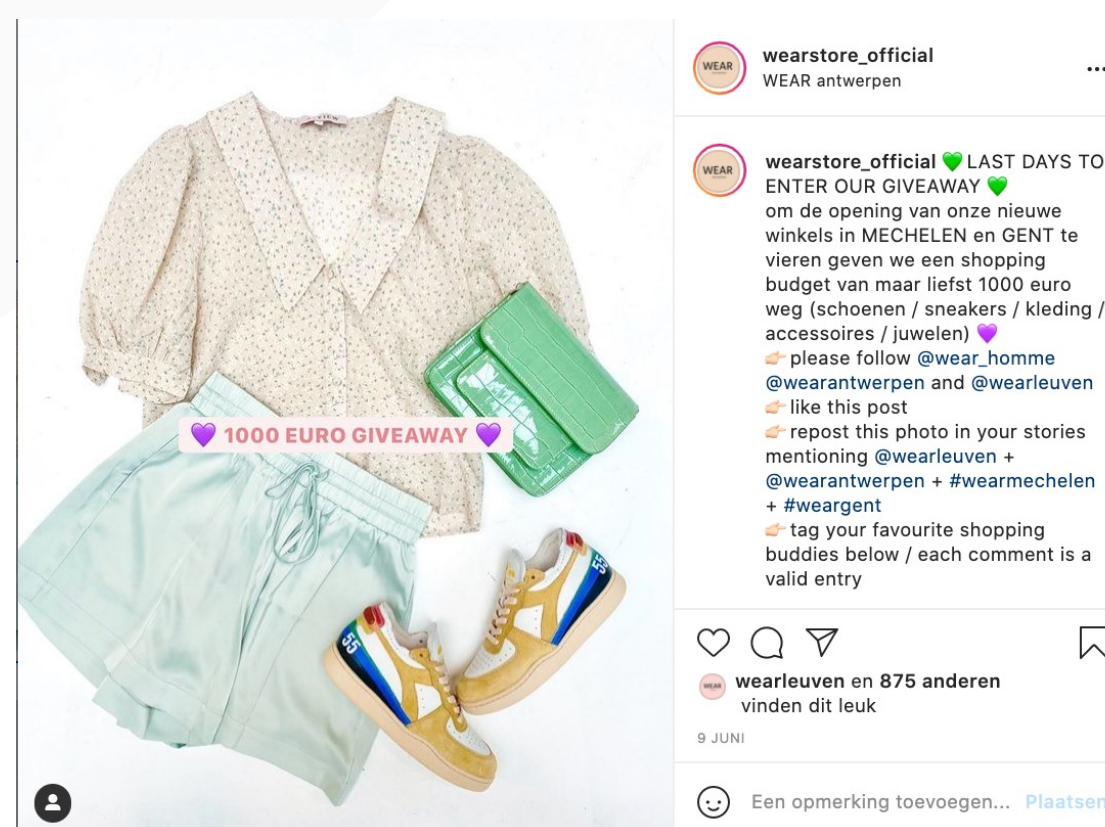 wearstore_official
WEAR
WEAR antwerpen
WEAR
wearstore_official 💚 LAST DAYS TO
ENTER OUR GIVEAWAY 💚
om de opening van onze nieuwe
winkels in MECHELEN en GENT te
vieren geven we een shopping
budget van maar liefst 1000 euro
weg (schoenen / sneakers / kleding /
accessoires / juwelen) 💜
👉🏻 please follow @wear_homme
@wearantwerpen and @wearleuven
👉🏻 like this post
👉🏻 repost this photo in your stories
mentioning @wearleuven +
@wearantwerpen + #wearmechelen
+ #weargent
👉🏻 tag your favourite shopping
buddies below / each comment is a
valid entry
💜 1000 EURO GIVEAWAY 💜
55
55
WEAR
wearleuven en 875 anderen
vinden dit leuk
9 JUNI
Een opmerking toevoegen... Plaatsen